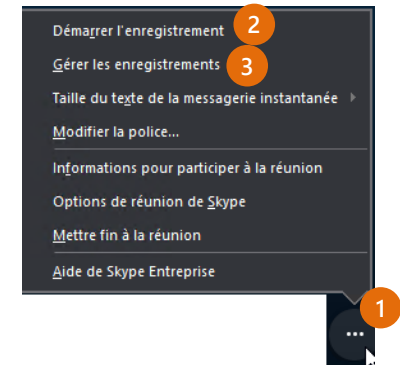 Démarrer l'enregistrement 2
Gérer les enregistrements 3
Taille du texte de la messagerie instantanée
Modifier la police...
Informations pour participer à la réunion
Options de réunion de Skype
Mettre fin à la réunion
Aide de Skype Entreprise
1
...